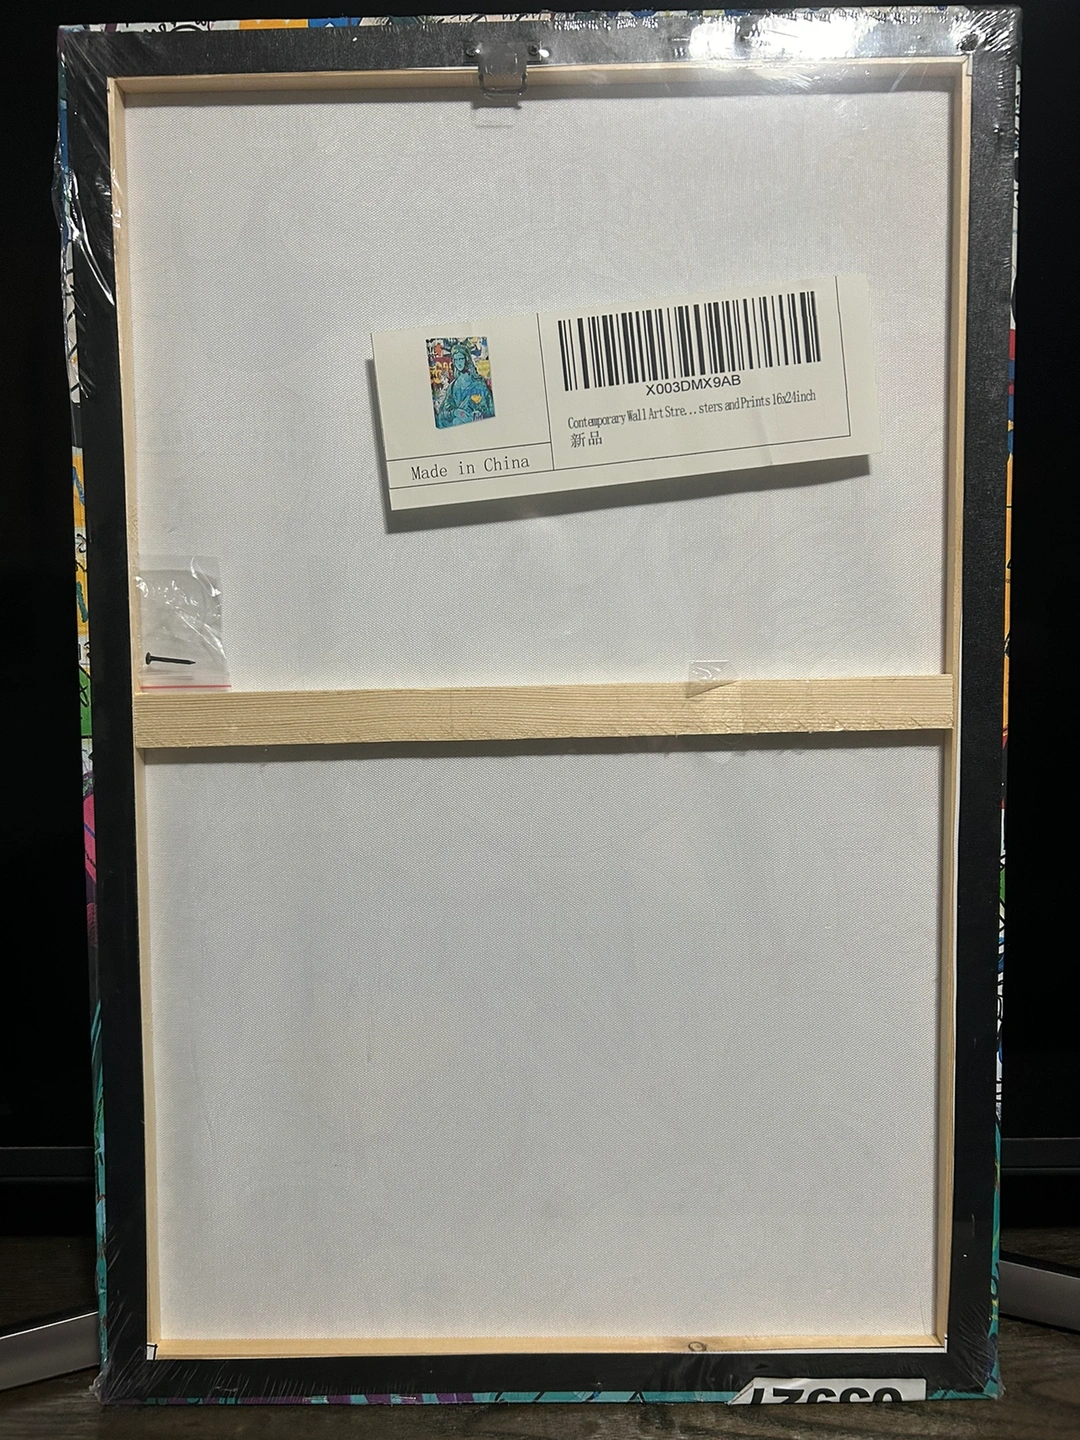 X003DMX9AB
Contemporary Wall Art Stre...sters and Prints 16x24inch
新品
Made in China